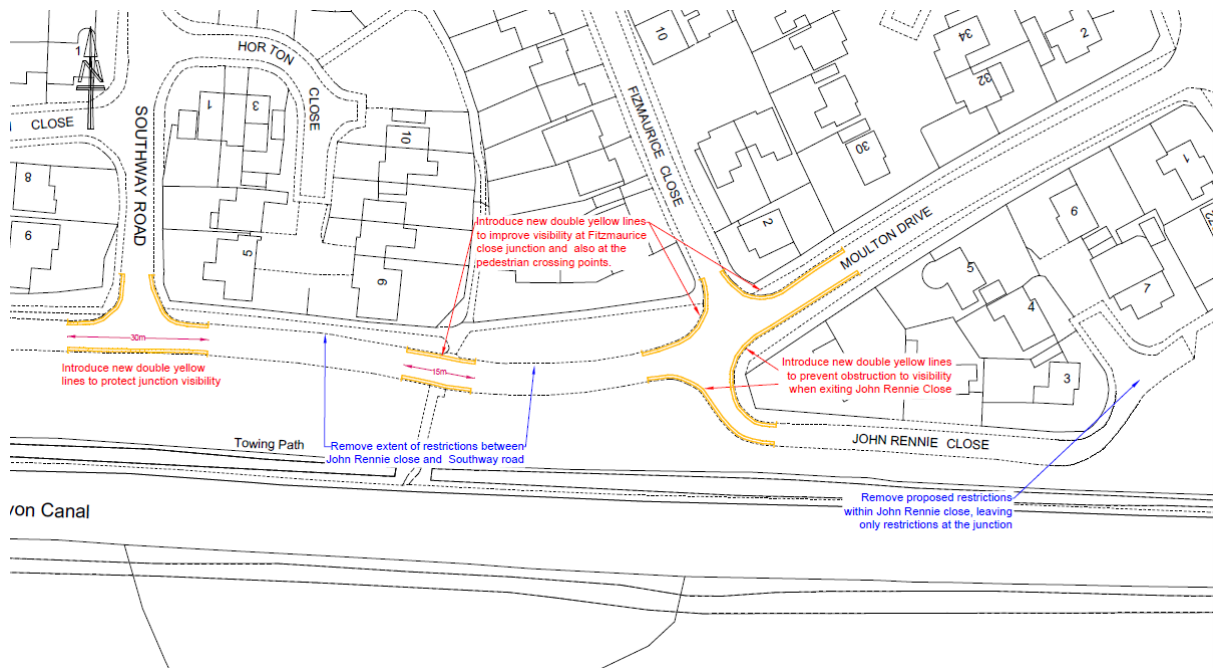 1
HORTON
CLOSE
CLOSE
SOUTHWAY ROAD
8
6
1
3
10
5
9
10
FIZMAURICE CLOSE
2
34
32
30
2
MOULTON DRIVE
1
6
7
5
4
3
32
Introduce new double yellow lines
to improve visibility at Fitzmaurice
close junction and also at the
pedestrian crossing points.
30m
15m
Introduce new double yellow
lines to protect junction visibility
Introduce new double yellow lines
to prevent obstruction to visibility
when exiting John Rennie Close
Towing Path
Remove extent of restrictions between
John Rennie close and Southway road
JOHN RENNIE CLOSE
Remove proposed restrictions
within John Rennie close, leaving
only restrictions at the junction
von Canal